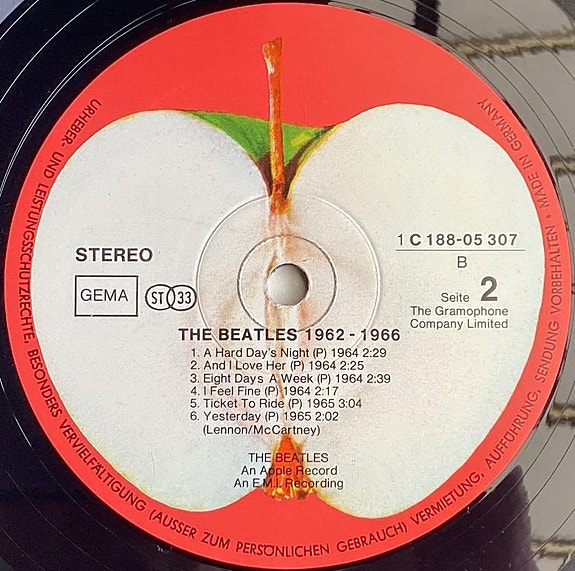 URHEBER- UND LEISTUNGSSCHUTZRECHTE, BESONDERS VERVIELFÄLTIGUNG (AUSSER ZUM PERSÖNLICHEN GEBRAUCH) VERMIETUNG, AUFFÜHRUNG, SENDUNG VORBEHALTEN • MADE IN GERMANY
STEREO
GEMA
ST 33
1 C 188-05 307
B
Seite 2
The Gramophone
Company Limited
THE BEATLES 1962 - 1966
1. A Hard Day's Night (P) 1964 2:29
2. And I Love Her (P) 1964 2:25
3. Eight Days A Week (P) 1964 2:39
4. I Feel Fine (P) 1964 2:17
5. Ticket To Ride (P) 1965 3:04
6. Yesterday (P) 1965 2:02
(Lennon/McCartney)
THE BEATLES
An Apple Record
An E.M.I. Recording